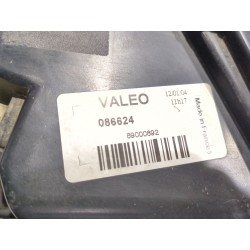 VALEO
12/01/04
11h17
086624
89000892
Made in France